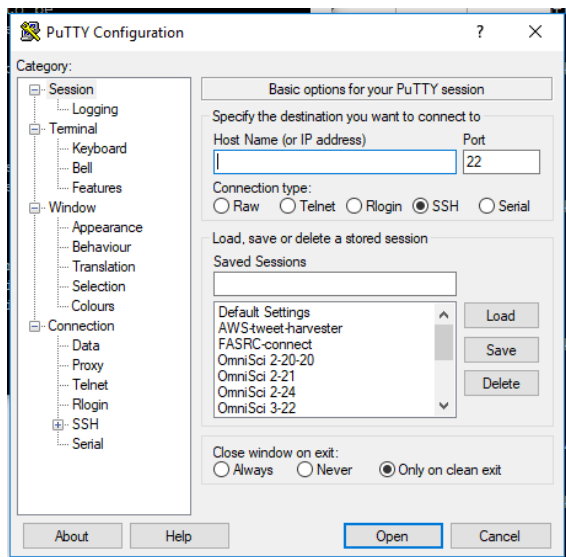 PuTTY Configuration
?
Category:
Session
Logging
Terminal
Keyboard
Bell
Features
Window
Appearance
Behaviour
Translation
Selection
Colours
Connection
Data
Proxy
Telnet
Rlogin
SSH
Serial
Basic options for your PuTTY session
Specify the destination you want to connect to
Host Name (or IP address) Port
22
Connection type:
Raw Telnet Rlogin SSH Serial
Load, save or delete a stored session
Saved Sessions
Default Settings
AWS-tweet-harvester
FASRC-connect
OmniSci 2-20-20
OmniSci 2-21
OmniSci 2-24
OmniSci 3-22
Load
Save
Delete
Close window on exit:
Always Never Only on clean exit
About Help Open Cancel